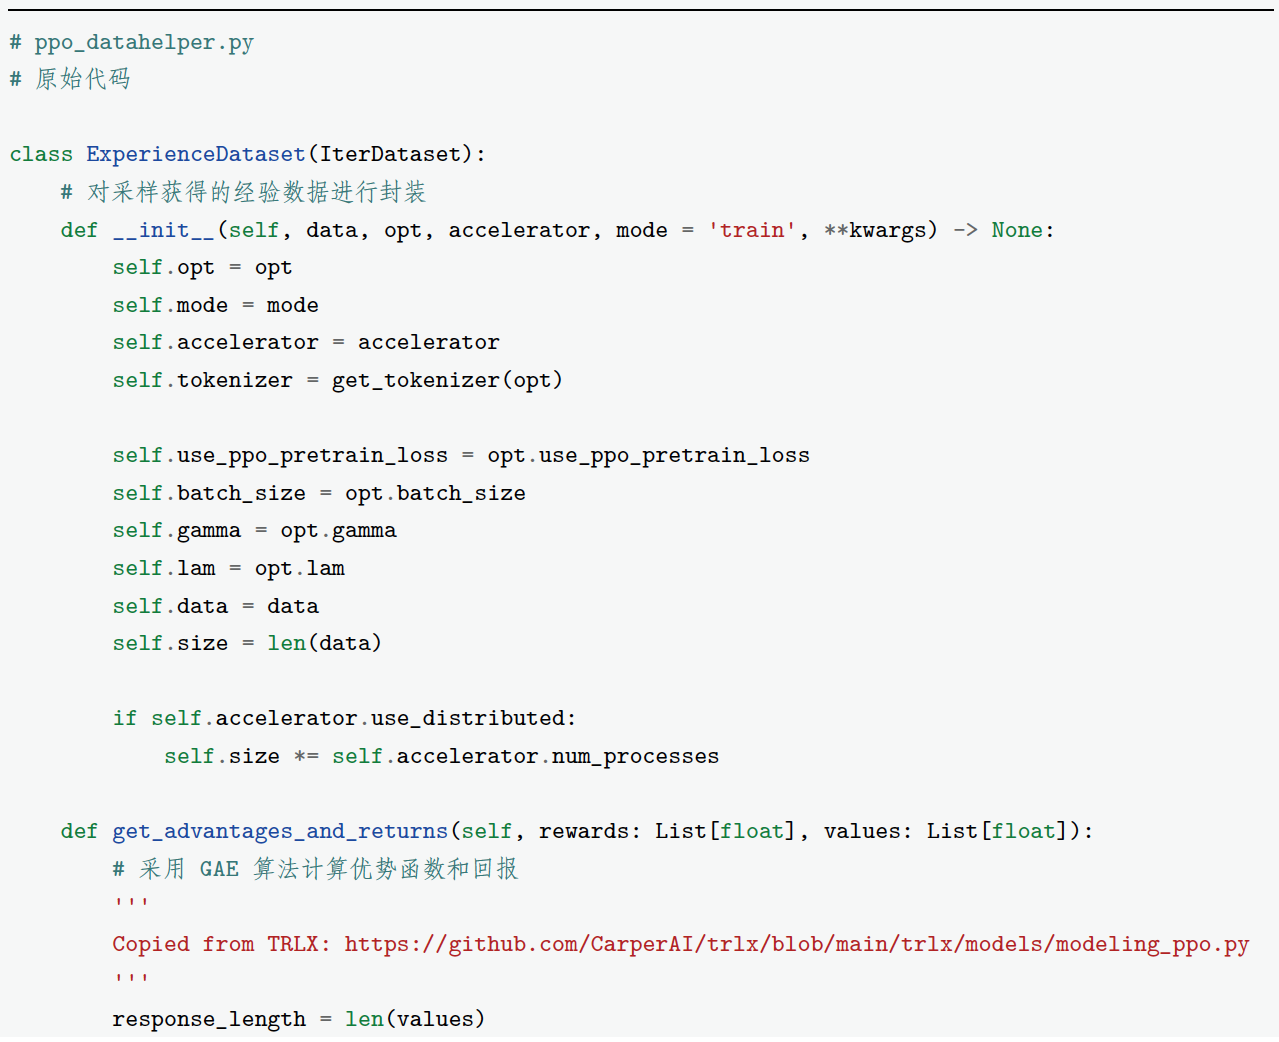 # ppo_datahelper.py
# 原始代码

class ExperienceDataset(IterDataset):
    # 对采样获得的经验数据进行封装
    def __init__(self, data, opt, accelerator, mode = 'train', **kwargs) -> None:
        self.opt = opt
        self.mode = mode
        self.accelerator = accelerator
        self.tokenizer = get_tokenizer(opt)

        self.use_ppo_pretrain_loss = opt.use_ppo_pretrain_loss
        self.batch_size = opt.batch_size
        self.gamma = opt.gamma
        self.lam = opt.lam
        self.data = data
        self.size = len(data)

        if self.accelerator.use_distributed:
            self.size *= self.accelerator.num_processes

    def get_advantages_and_returns(self, rewards: List[float], values: List[float]):
        # 采用 GAE 算法计算优势函数和回报
        '''
        Copied from TRLX: https://github.com/CarperAI/trlx/blob/main/trlx/models/modeling_ppo.py
        '''
        response_length = len(values)